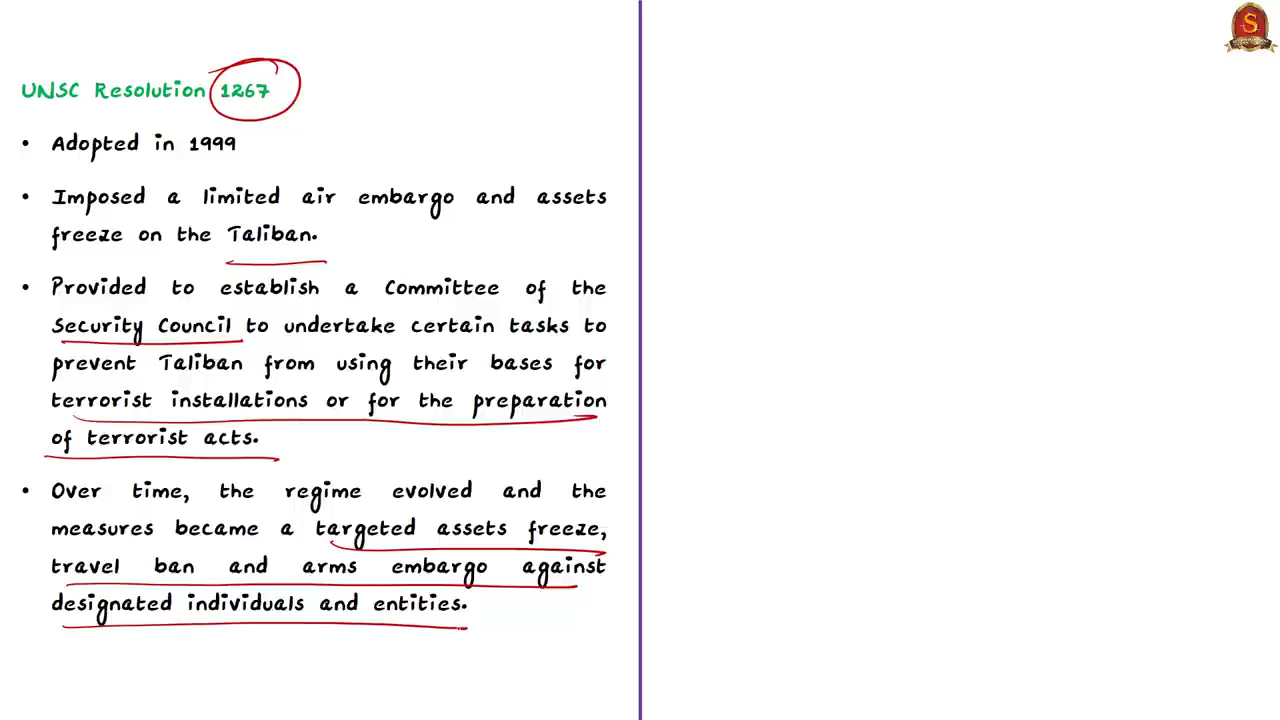 UNSC Resolution 1267
• Adopted in 1999
• Imposed a limited air embargo and assets
freeze on the Taliban.
• Provided to establish a Committee of the
Security Council to undertake certain tasks to
prevent Taliban from using their bases for
terrorist installations or for the preparation
of terrorist acts.
• Over time, the regime evolved and the
measures became a targeted assets freeze,
travel ban and arms embargo against
designated individuals and entities.
S